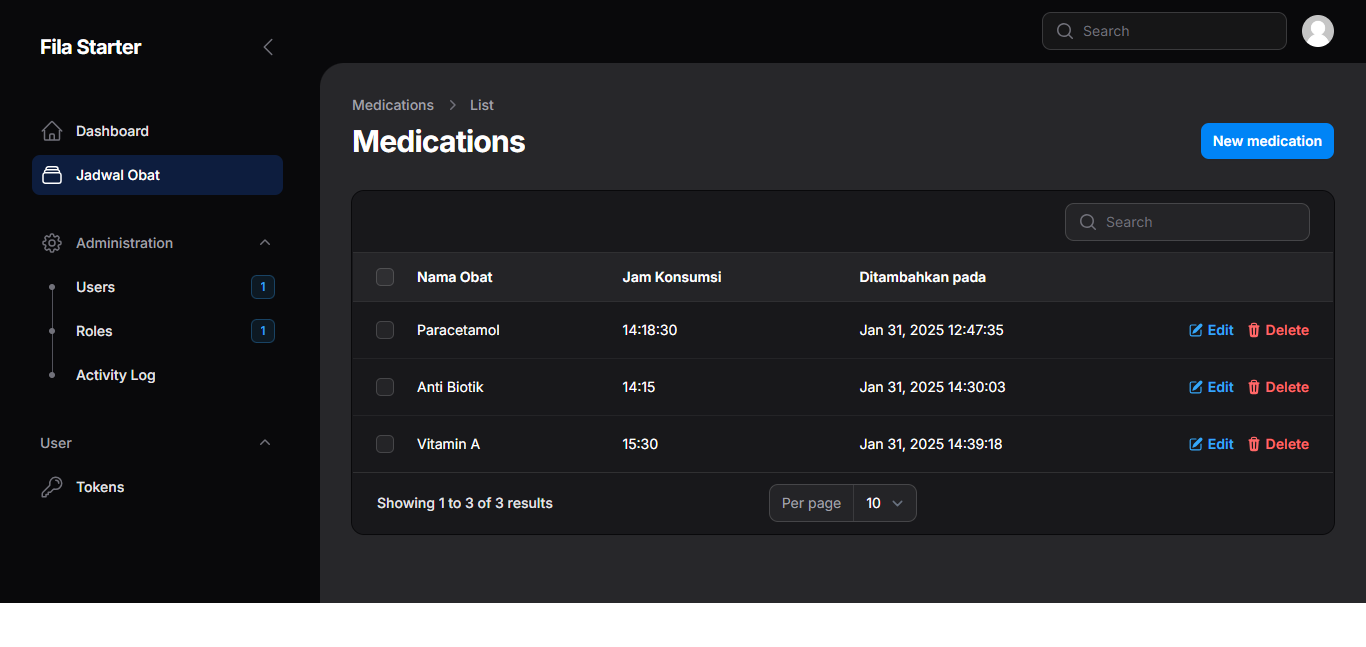 Fila Starter
Search
Dashboard
Jadwal Obat
Administration
Users 1
Roles 1
Activity Log
User
Tokens
Medications List
Medications
New medication
Search
Nama Obat Jam Konsumsi Ditambahkan pada
Paracetamol 14:18:30 Jan 31, 2025 12:47:35 Edit Delete
Anti Biotik 14:15 Jan 31, 2025 14:30:03 Edit Delete
Vitamin A 15:30 Jan 31, 2025 14:39:18 Edit Delete
Showing 1 to 3 of 3 results Per page 10